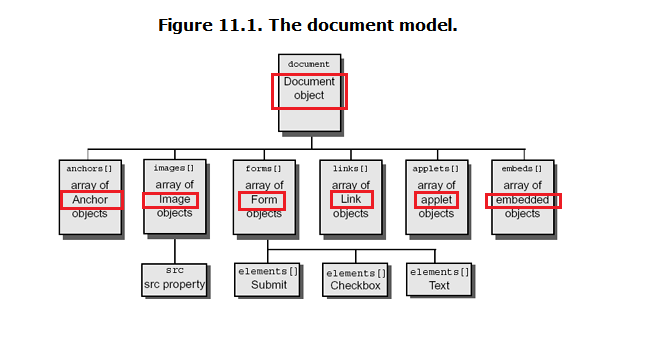 Figure 11.1. The document model.
document
Document
object
anchors[]
array of
Anchor
objects
images[]
array of
Image
objects
forms[]
array of
Form
objects
links[]
array of
Link
objects
applets[]
array of
applet
objects
embeds[]
array of
embedded
objects
src
src property
elements[]
Submit
elements[]
Checkbox
elements[]
Text